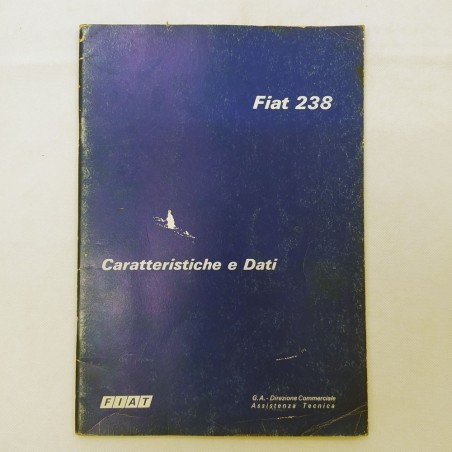 Fiat 238
Caratteristiche e Dati
FIAT
G.A. - Direzione Commerciale
Assistenza Tecnica